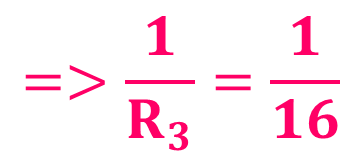 => 1/R₃ = 1/16